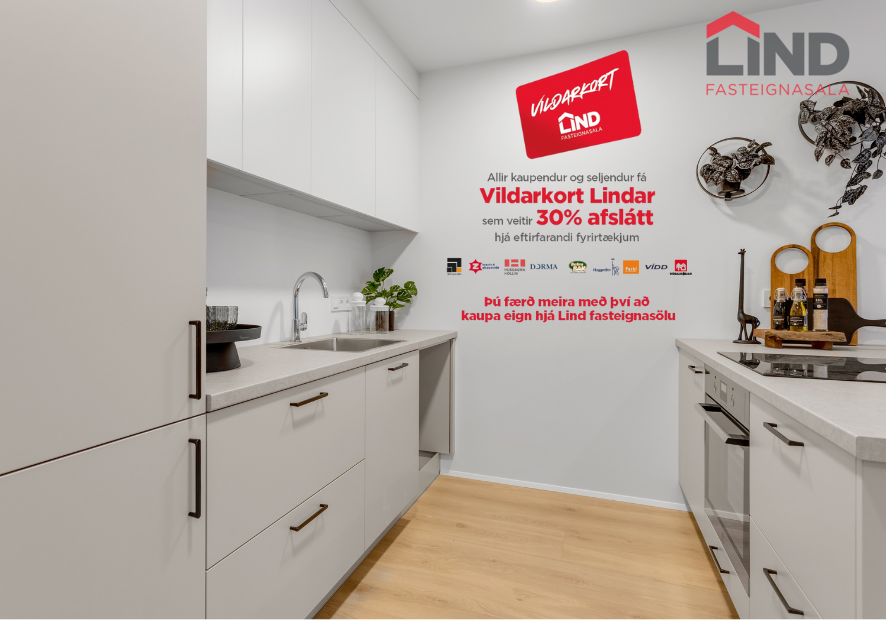 LIND
FASTEIGNASALA
VILDARKORT
LIND
FASTEIGNASALA
Allir kaupendur og seljendur fá
Vildarkort Lindar
sem veitir 30% afslátt
hjá eftirfarandi fyrirtækjum
DORMA
Parki
VÍDD
Þú færð meira með því að
kaupa eign hjá Lind fasteignasölu